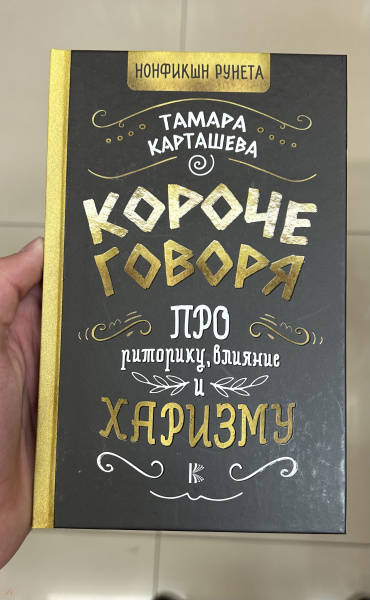 НОНФИКШН РУНЕТА
ТАМАРА
КАРТАШЕВА
КОРОЧЕ
ГОВОРЯ
ПРО
риторику, влияние
и
ХАРИЗМУ
К